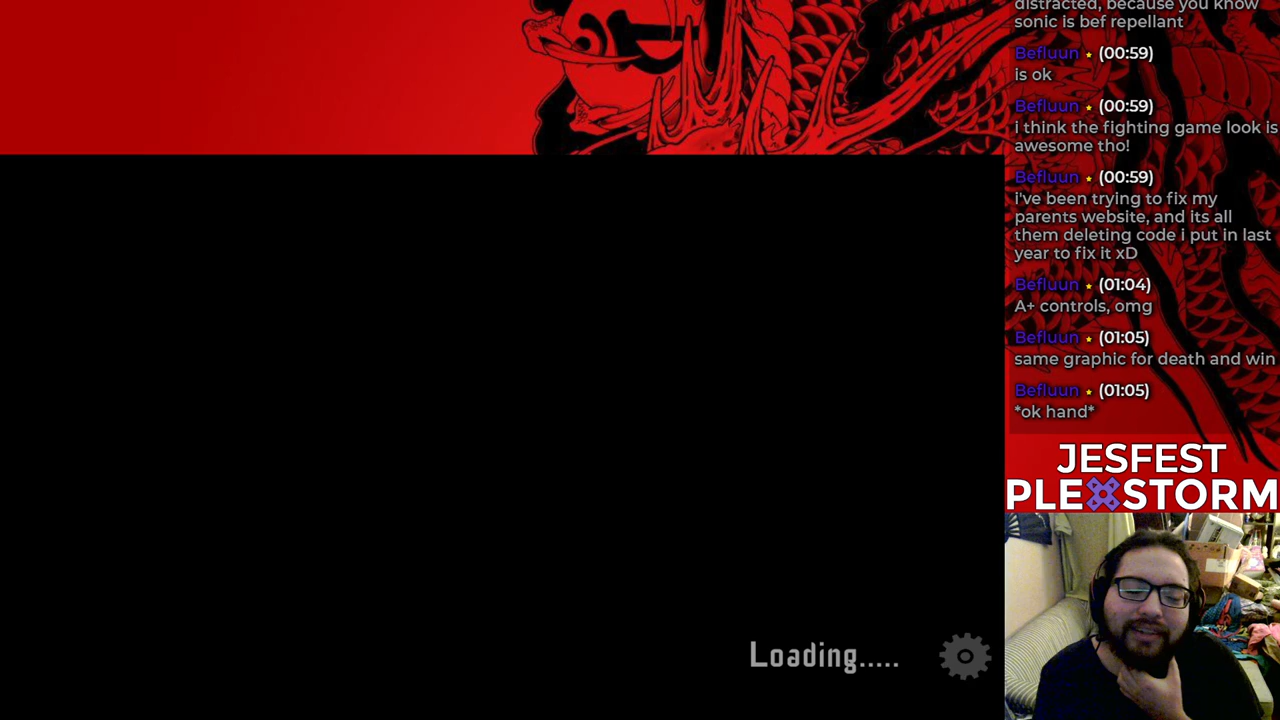 distracted, because you know
sonic is bef repellant
Befluun (00:59)
is ok
Befluun (00:59)
i think the fighting game look is
awesome tho!
Befluun (00:59)
i've been trying to fix my
parents website, and its all
them deleting code i put in last
year to fix it xD
Befluun (01:04)
A+ controls, omg
Befluun (01:05)
same graphic for death and win
Befluun (01:05)
*ok hand*
JESFEST
PLEXSTORM
Loading.....